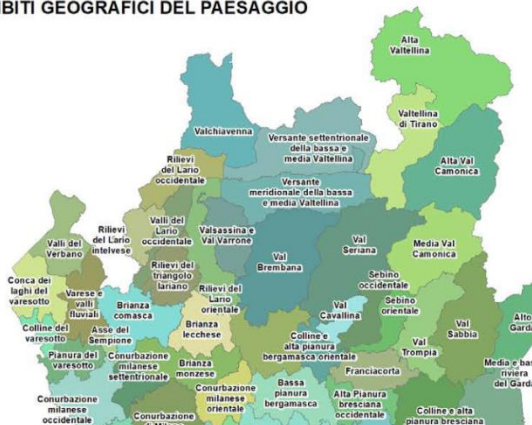 BITI GEOGRAFICI DEL PAESAGGIO
Alta
Valtellina
Valchiavenna
Versante settentrionale
della bassa e
media Valtellina
Valtellina
di Tirano
Rilievi
del Lario
occidentale
Versante
meridionale della bassa
e media Valtellina
Alta Val
Camonica
Valli del
Verbano
Rilievi
del Lario
intelvese
Valli del
Lario
occidentale
Valsassina e
Val Varrone
Val
Brembana
Val
Seriana
Media Val
Camonica
Conca dei
laghi del
varesotto
Varese e
valli
fluviali
Rilievi del
triangolo
lariano
Rilievi del
Lario
orientale
Sebino
occidentale
Brianza
comasca
Val
Cavallina
Sebino
orientale
Val
Sabbia
Alto
Garda
Colline del
varesotto
Asse del
Sempione
Brianza
lecchese
Colline e
alta pianura
bergamasca orientale
Val
Trompia
Pianura del
varesotto
Conurbazione
milanese
settentrionale
Brianza
monzese
Franciacorta
Media e bas
riviera
del Garda
Conurbazione
milanese
occidentale
Conurbazione
milanese
orientale
Bassa
pianura
bergamasca
Alta Pianura
bresciana
occidentale
Colline e alta
pianura bresciana
Conurbazione
di Milano